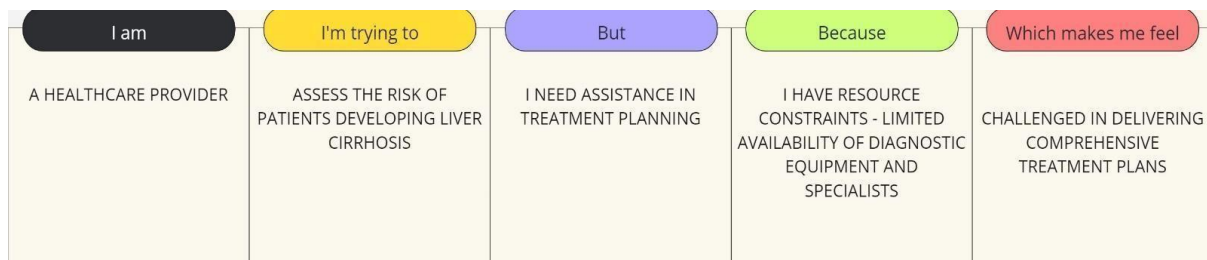 I am
I'm trying to
But
Because
Which makes me feel
A HEALTHCARE PROVIDER
ASSESS THE RISK OF
PATIENTS DEVELOPING LIVER
CIRRHOSIS
I NEED ASSISTANCE IN
TREATMENT PLANNING
I HAVE RESOURCE
CONSTRAINTS - LIMITED
AVAILABILITY OF DIAGNOSTIC
EQUIPMENT AND
SPECIALISTS
CHALLENGED IN DELIVERING
COMPREHENSIVE
TREATMENT PLANS